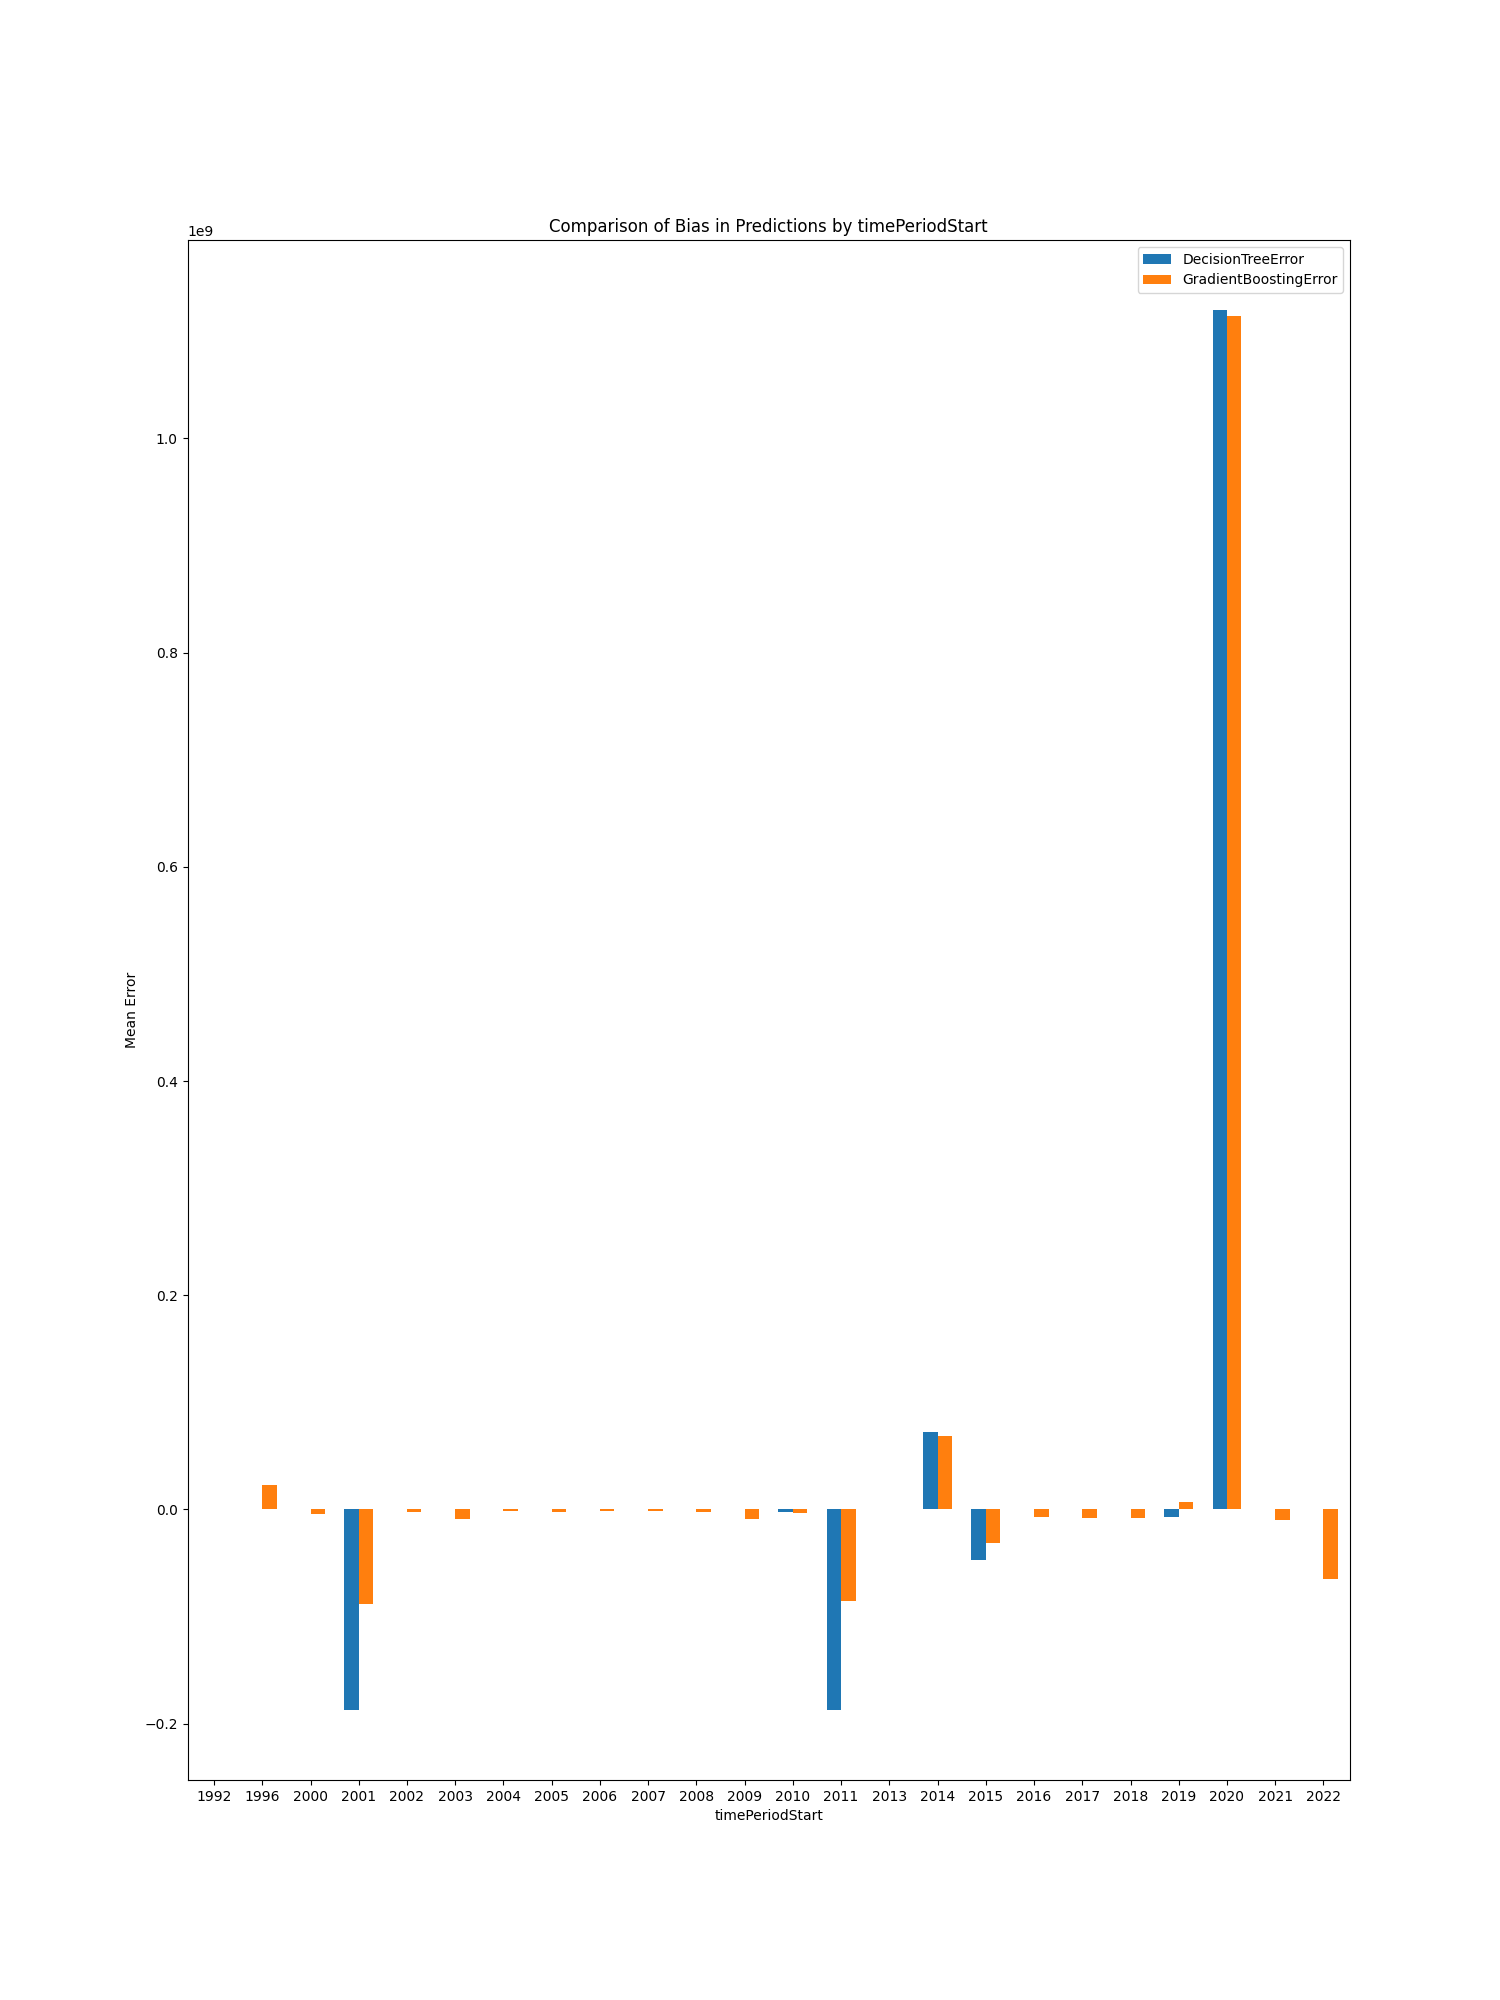 Comparison of Bias in Predictions by timePeriodStart
1e9
DecisionTreeError
GradientBoostingError
1.0
0.8
0.6
0.4
0.2
0.0
−0.2
Mean Error
1992 1996 2000 2001 2002 2003 2004 2005 2006 2007 2008 2009 2010 2011 2013 2014 2015 2016 2017 2018 2019 2020 2021 2022
timePeriodStart